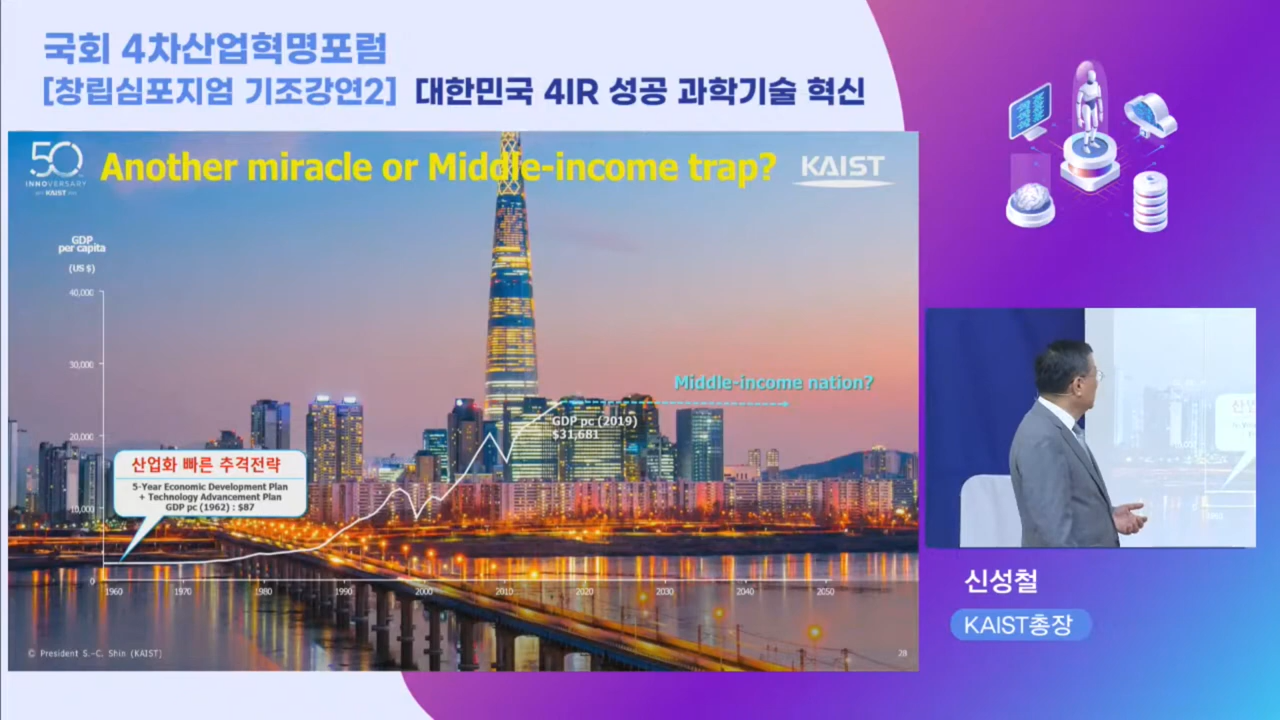 국회 4차산업혁명포럼
[창립심포지엄 기조강연2] 대한민국 4IR 성공 과학기술 혁신
50
INNOVERSARY
KAIST
Another miracle or Middle-income trap?
KAIST
GDP
per capita
(US $)
40,000
30,000
20,000
10,000
0
Middle-income nation?
GDP pc (2019)
$31,681
산업화 빠른 추격전략
5-Year Economic Development Plan
+ Technology Advancement Plan
GDP pc (1962) : $87
1960 1970 1980 1990 2000 2010 2020 2030 2040 2050
© President S.-C. Shin (KAIST)
28
신성철
KAIST총장